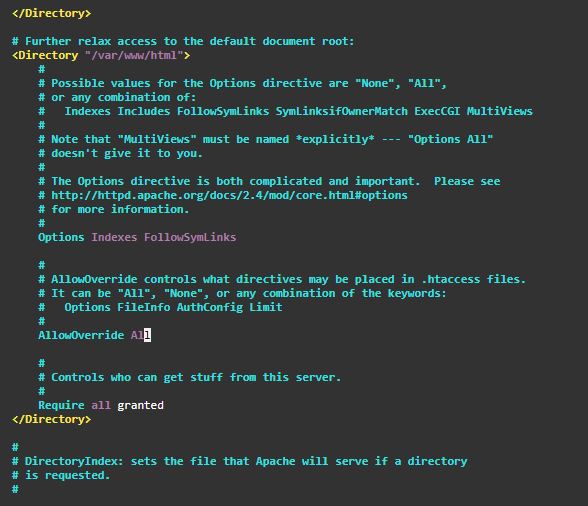 </Directory>

# Further relax access to the default document root:
<Directory "/var/www/html">
    #
    # Possible values for the Options directive are "None", "All",
    # or any combination of:
    #   Indexes Includes FollowSymLinks SymLinksifOwnerMatch ExecCGI MultiViews
    #
    # Note that "MultiViews" must be named *explicitly* --- "Options All"
    # doesn't give it to you.
    #
    # The Options directive is both complicated and important.  Please see
    # http://httpd.apache.org/docs/2.4/mod/core.html#options
    # for more information.
    #
    Options Indexes FollowSymLinks

    #
    # AllowOverride controls what directives may be placed in .htaccess files.
    # It can be "All", "None", or any combination of the keywords:
    #   Options FileInfo AuthConfig Limit
    #
    AllowOverride All

    #
    # Controls who can get stuff from this server.
    #
    Require all granted
</Directory>

#
# DirectoryIndex: sets the file that Apache will serve if a directory
# is requested.
#